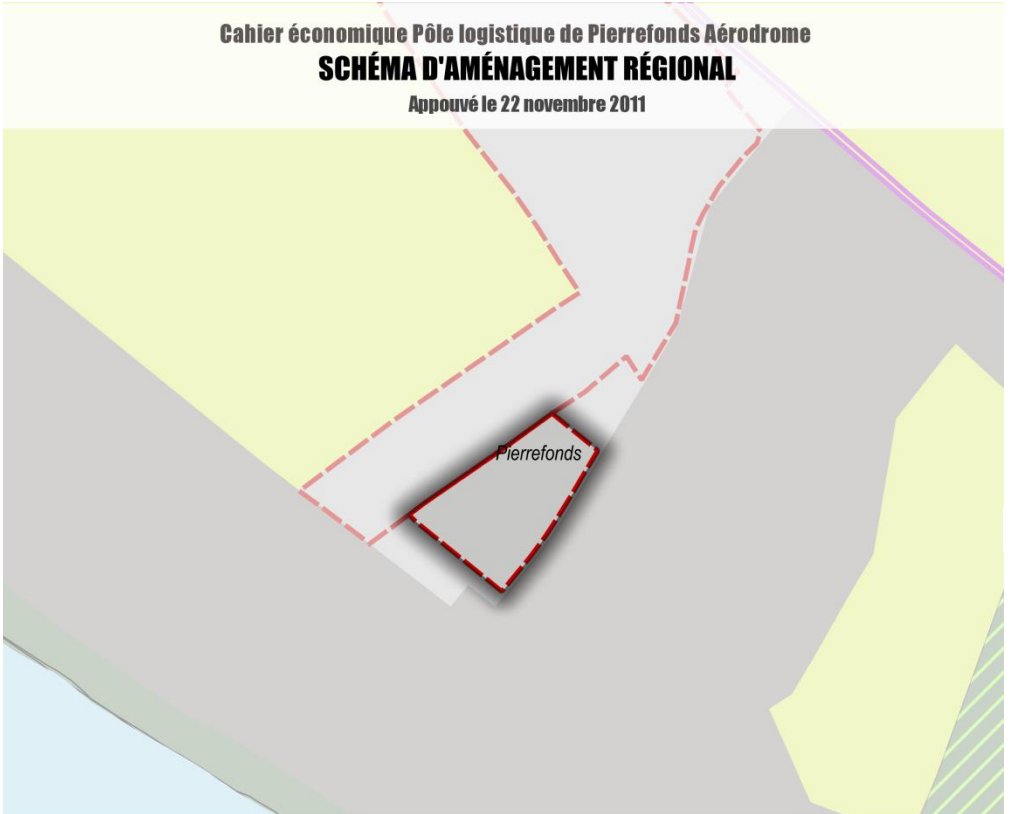 Cahier économique Pôle logistique de Pierrefonds Aérodrome
SCHÉMA D'AMÉNAGEMENT RÉGIONAL
Appouvé le 22 novembre 2011
Pierrefonds